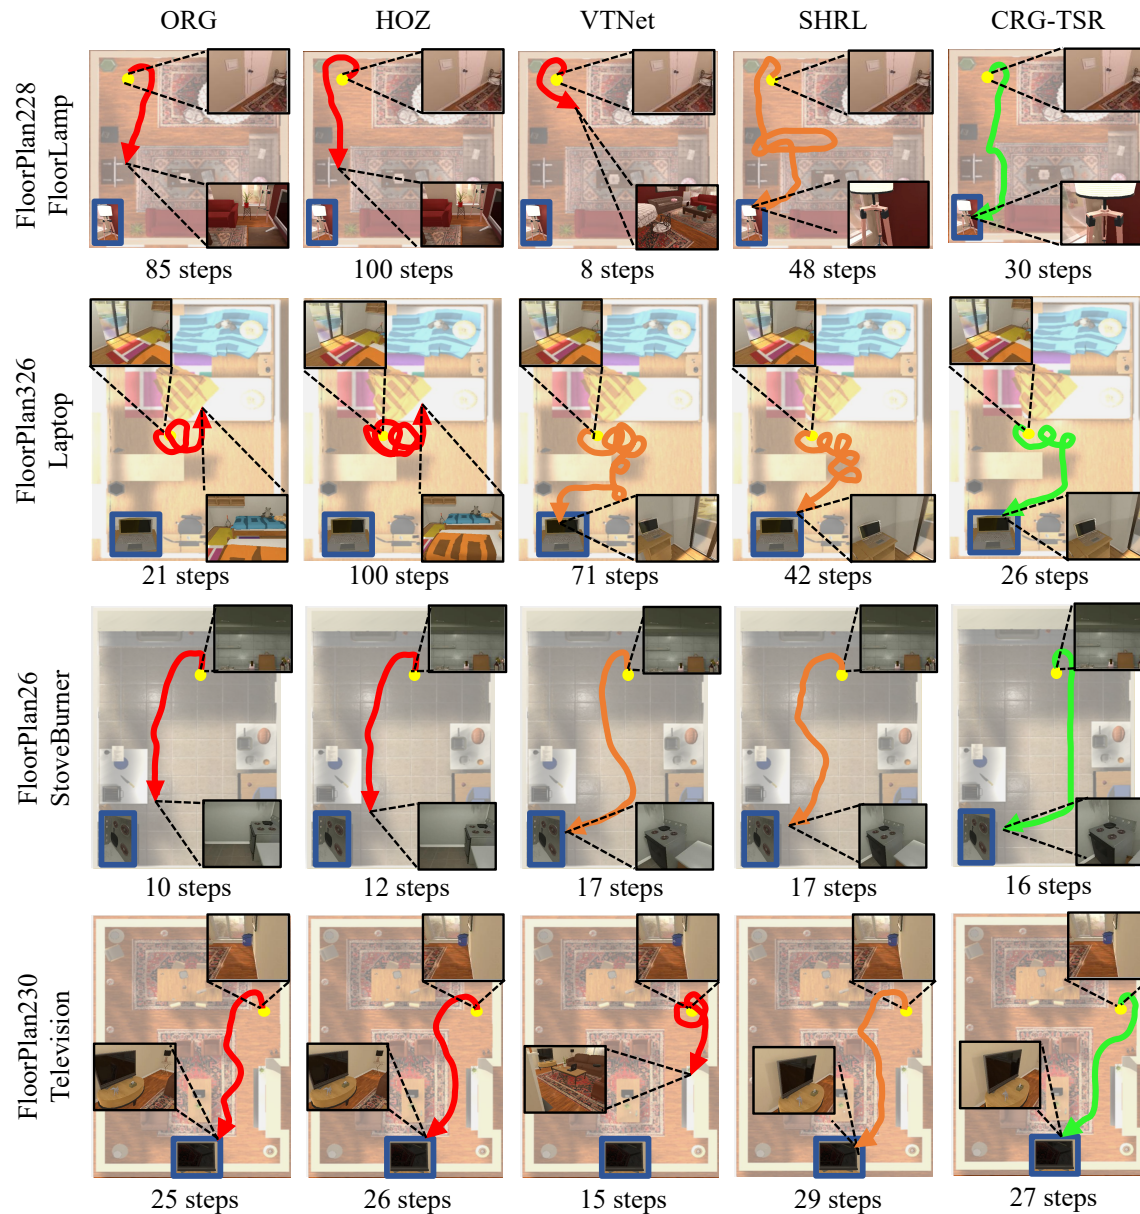 ORG HOZ VTNet SHRL CRG-TSR
FloorPlan228
FloorLamp
85 steps 100 steps 8 steps 48 steps 30 steps
FloorPlan326
Laptop
21 steps 100 steps 71 steps 42 steps 26 steps
FloorPlan26
StoveBurner
10 steps 12 steps 17 steps 17 steps 16 steps
FloorPlan230
Television
25 steps 26 steps 15 steps 29 steps 27 steps